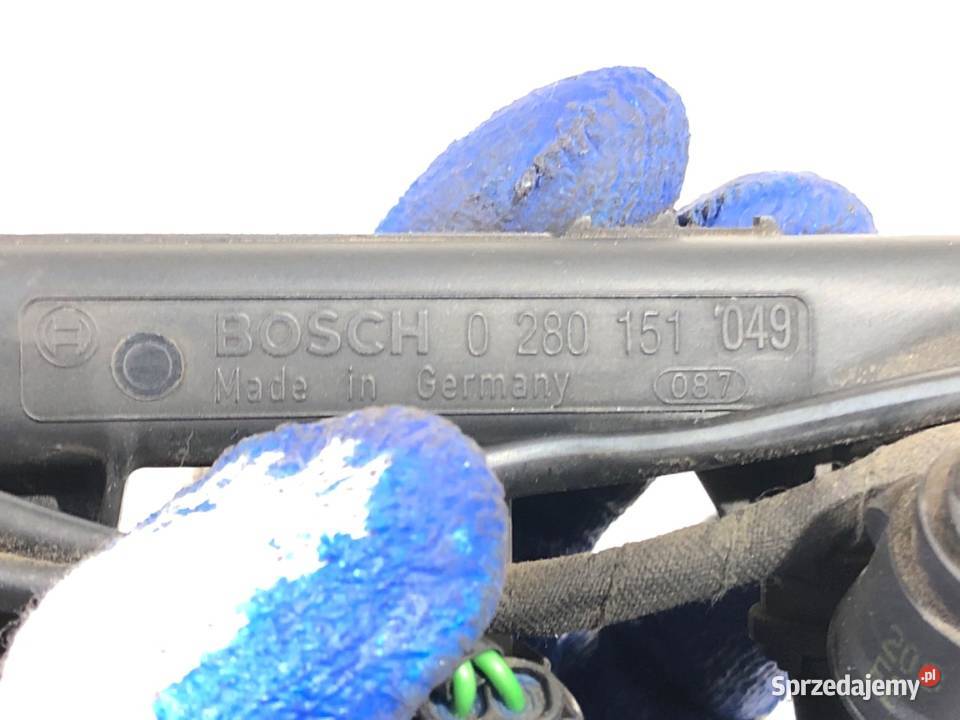 BOSCH 0 280 151 049
Made in Germany 087
Sprzedajemy.pl